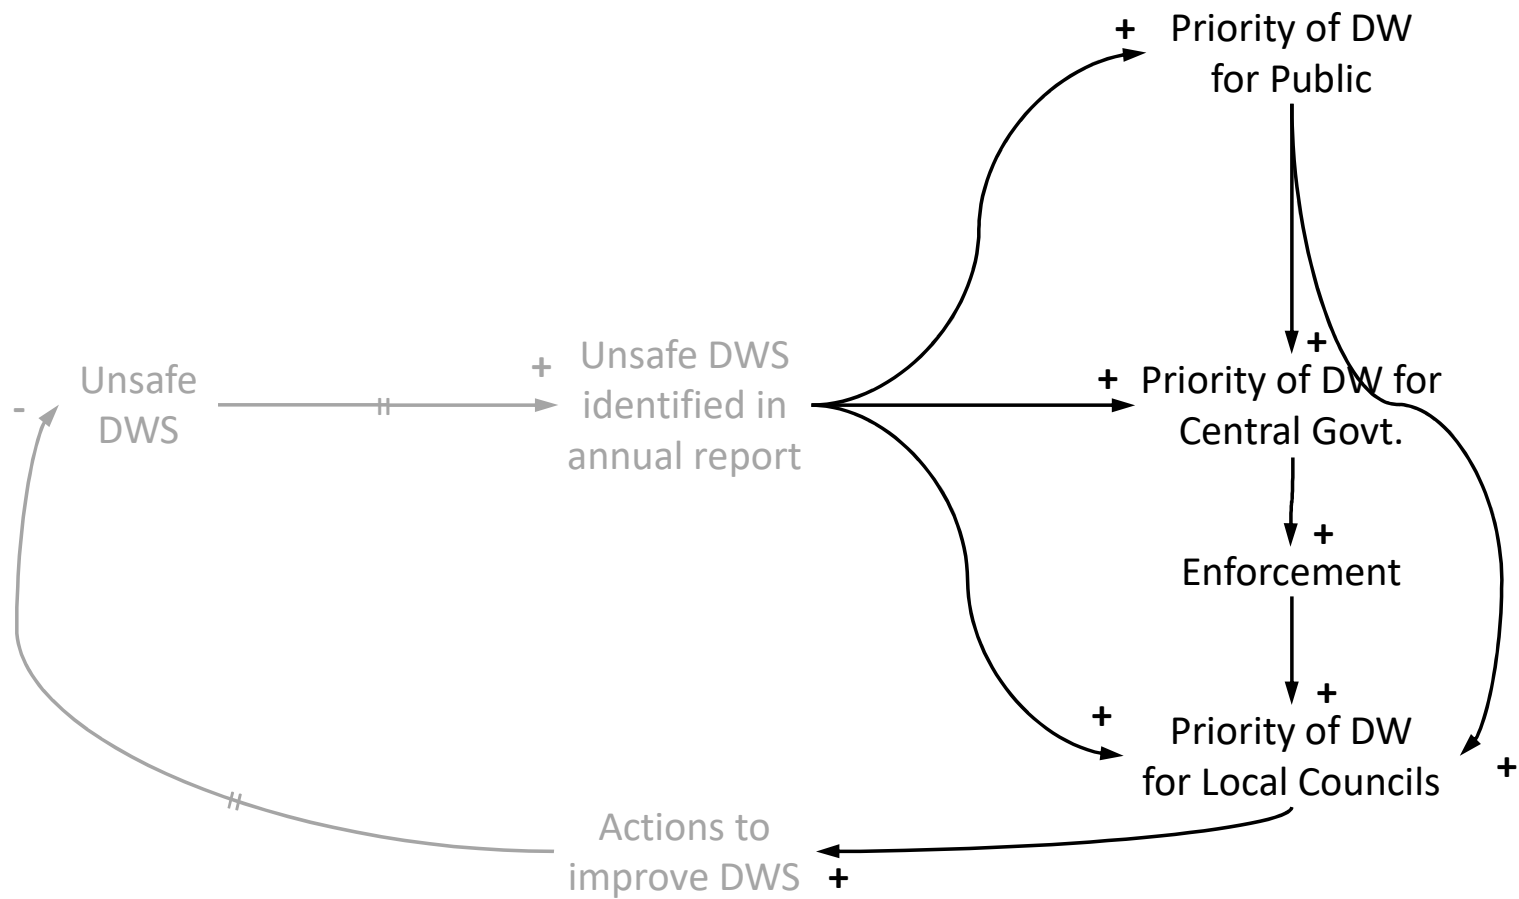 +
Priority of DW
for Public
+
+
Priority of DW for
Central Govt.
+
Unsafe DWS
identified in
annual report
-
Unsafe
DWS
+
Enforcement
+
+
Priority of DW
for Local Councils
+
Actions to
improve DWS
+